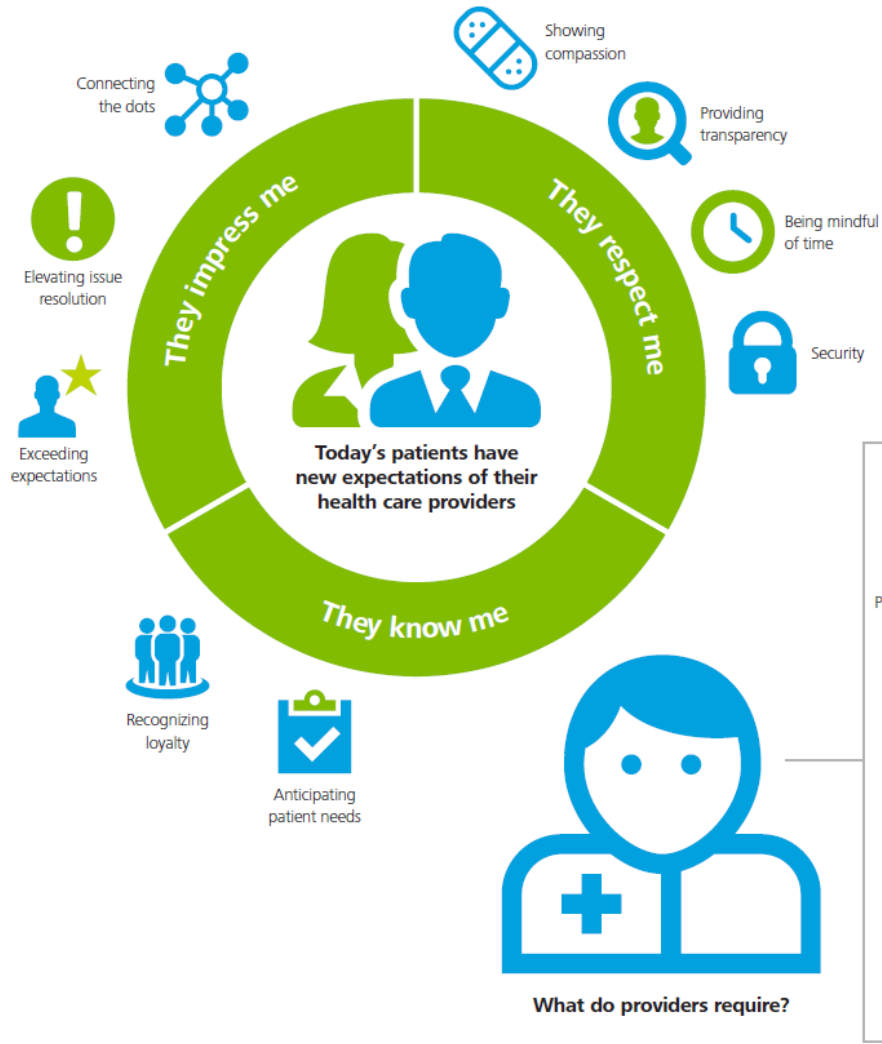 Showing
compassion
Connecting
the dots
Providing
transparency
They impress me
They respect me
Being mindful
of time
Elevating issue
resolution
Security
Exceeding
expectations
Today's patients have
new expectations of their
health care providers
They know me
Recognizing
loyalty
Anticipating
patient needs
What do providers require?